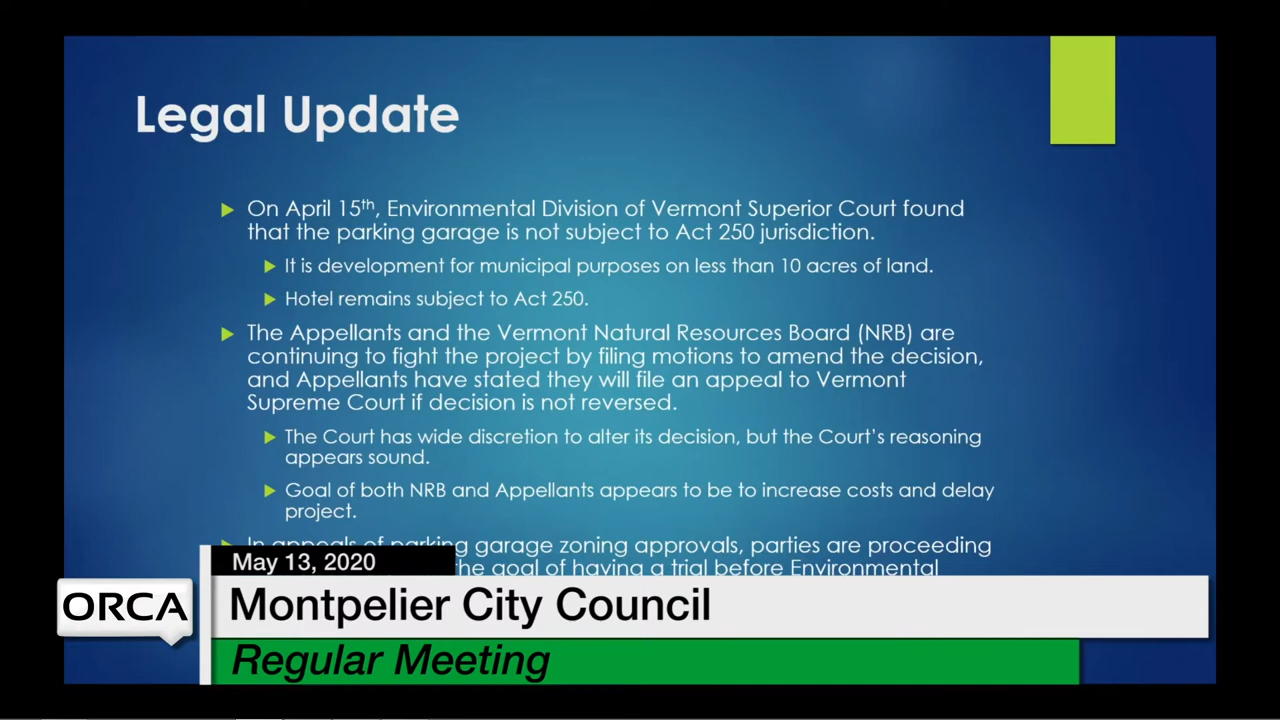 Legal Update
On April 15th, Environmental Division of Vermont Superior Court found
that the parking garage is not subject to Act 250 jurisdiction.
It is development for municipal purposes on less than 10 acres of land.
Hotel remains subject to Act 250.
The Appellants and the Vermont Natural Resources Board (NRB) are
continuing to fight the project by filing motions to amend the decision,
and Appellants have stated they will file an appeal to Vermont
Supreme Court if decision is not reversed.
The Court has wide discretion to alter its decision, but the Court's reasoning
appears sound.
Goal of both NRB and Appellants appears to be to increase costs and delay
project.
In appeals of parking garage zoning approvals, parties are proceeding
the goal of having a trial before Environmental
May 13, 2020
ORCA
Montpelier City Council
Regular Meeting